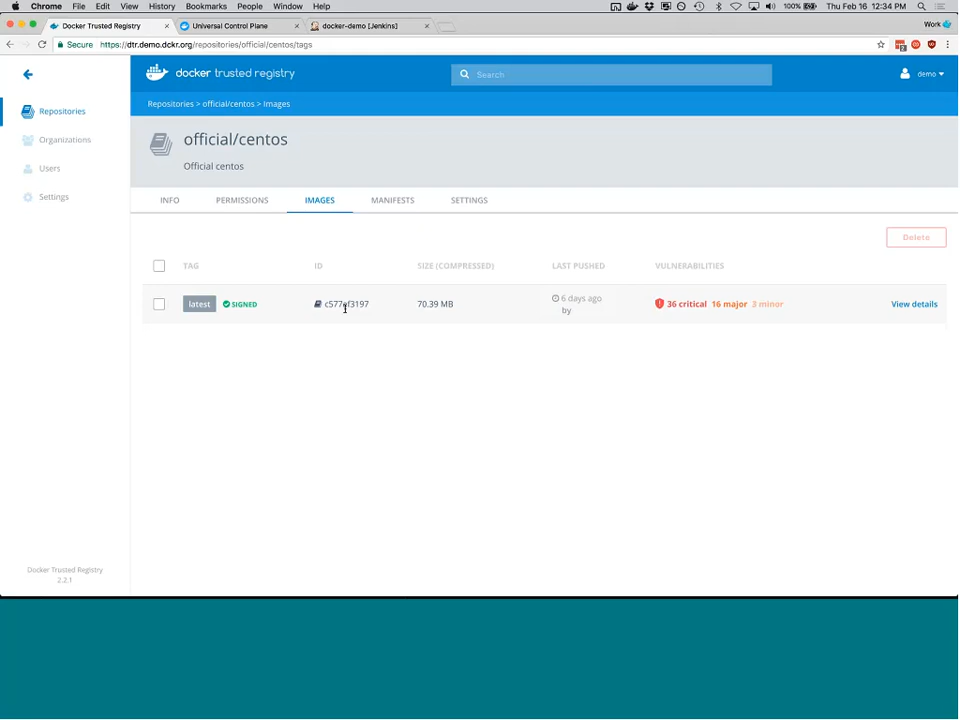 Chrome File Edit View History Bookmarks People Window Help 100% Thu Feb 16 12:34 PM
Docker Trusted Registry × Universal Control Plane × docker-demo [Jenkins] × Work
Secure https://dtr.demo.dckr.org/repositories/official/centos/tags
docker trusted registry Search demo
Repositories > official/centos > Images
Repositories
Organizations
Users
Settings
official/centos
Official centos
INFO PERMISSIONS IMAGES MANIFESTS SETTINGS
Delete
TAG ID SIZE (COMPRESSED) LAST PUSHED VULNERABILITIES
latest SIGNED c577af3197 70.39 MB 6 days ago 36 critical 16 major 3 minor View details
by
Docker Trusted Registry
2.2.1